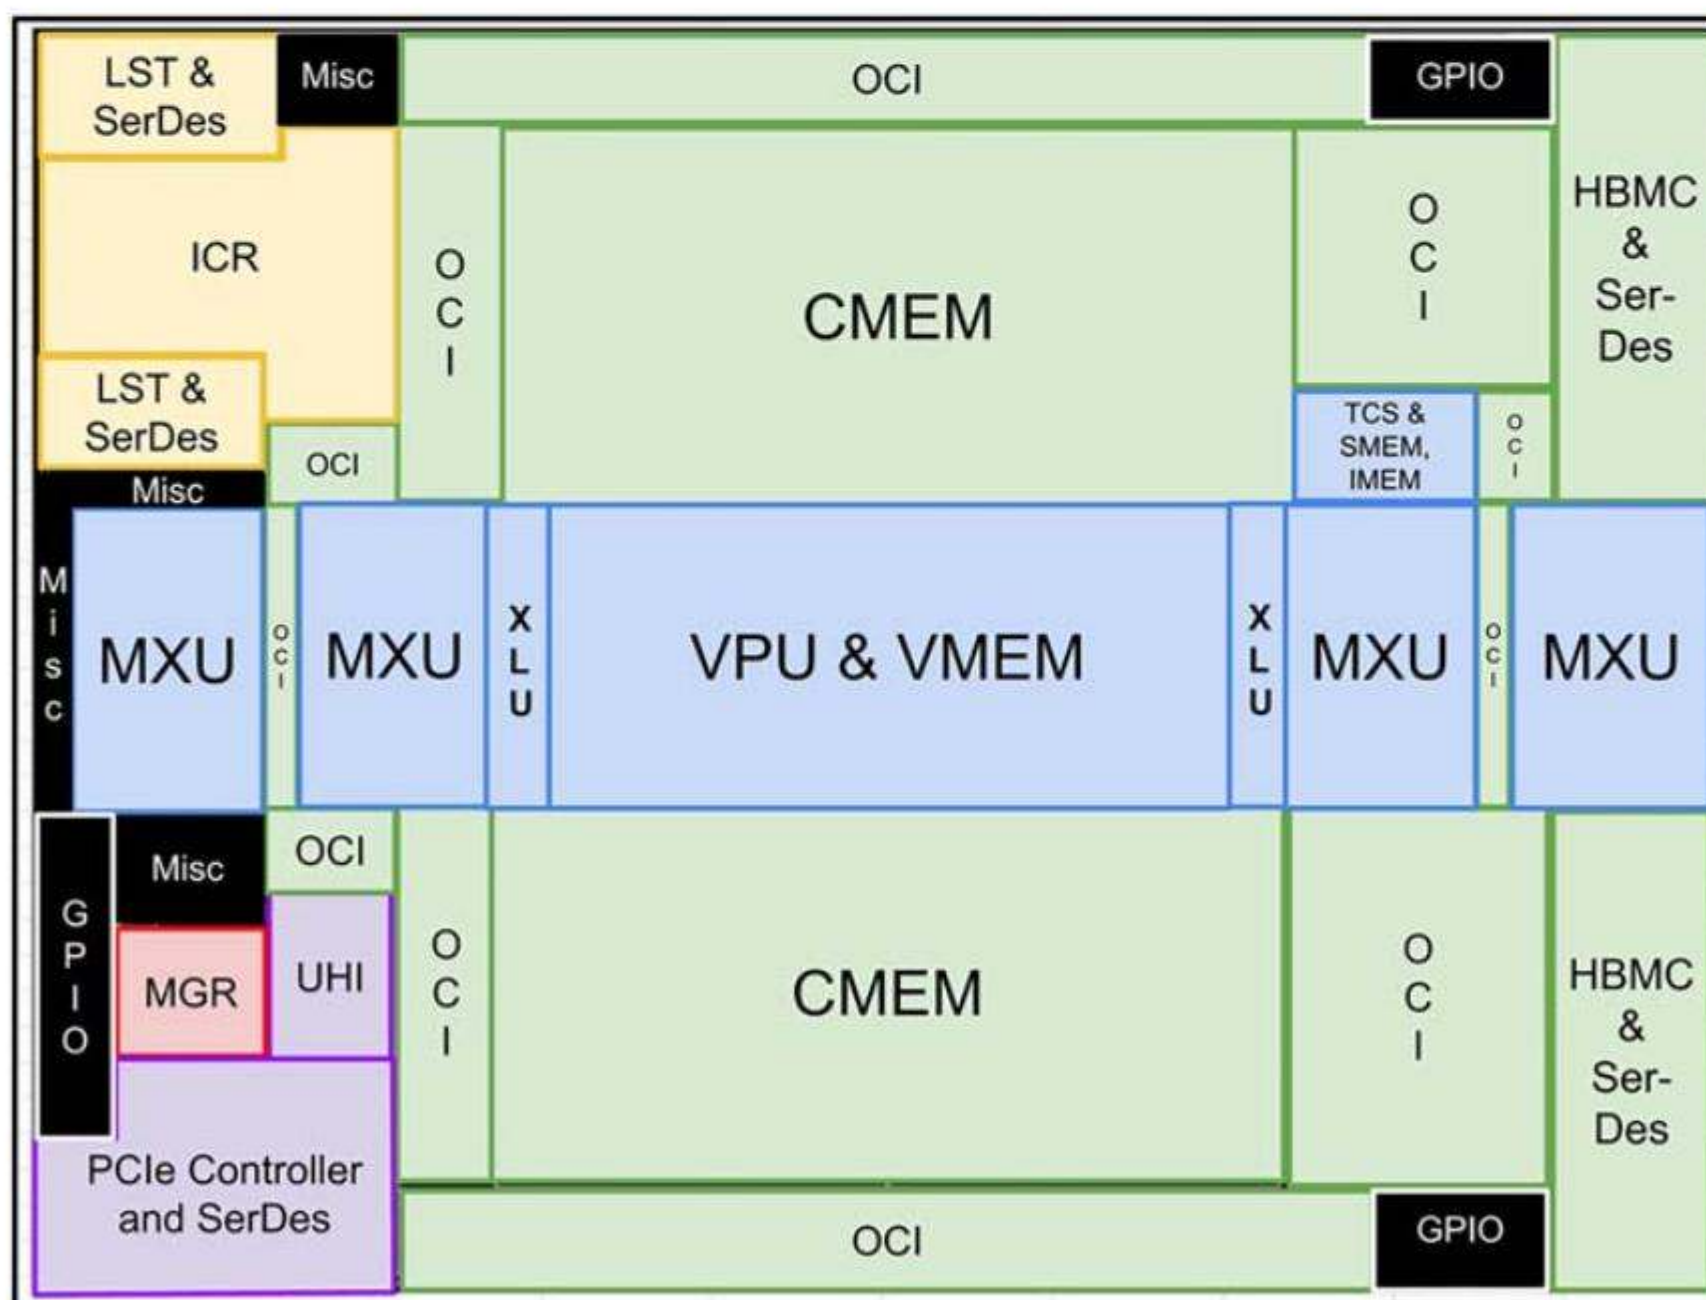 LST &
SerDes
Misc
OCI
GPIO
HBMC
&
Ser-
Des
ICR
O
C
I
CMEM
O
C
I
LST &
SerDes
OCI
TCS &
SMEM,
IMEM
O
C
I
Misc
M
i
s
c
MXU
O
C
I
MXU
X
L
U
VPU & VMEM
X
L
U
MXU
O
C
I
MXU
G
P
I
O
Misc
OCI
MGR
UHI
O
C
I
CMEM
O
C
I
HBMC
&
Ser-
Des
PCIe Controller
and SerDes
OCI
GPIO